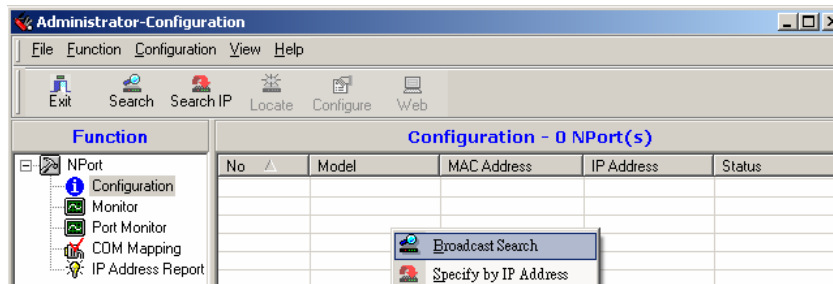 Administrator-Configuration
File Function Configuration View Help
Exit Search Search IP Locate Configure Web
Function
Configuration - 0 NPort(s)
NPort
Configuration
Monitor
Port Monitor
COM Mapping
IP Address Report
No Model MAC Address IP Address Status
Broadcast Search
Specify by IP Address